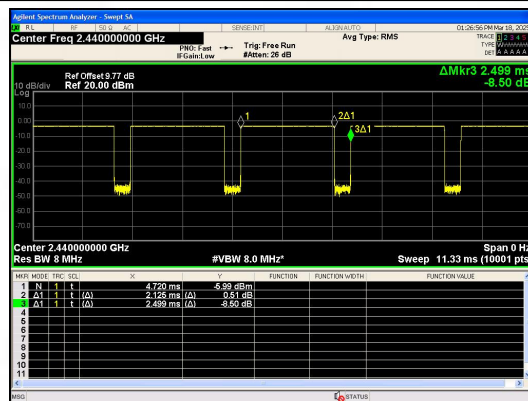 Agilent Spectrum Analyzer - Swept SA
RL RF 50 Ω AC SENSE:INT ALIGN AUTO 01:26:56 PM Mar 18, 2025
Center Freq 2.440000000 GHz Avg Type: RMS TRACE 1 2 3 4 5
PNO: Fast Trig: Free Run TYPE
IFGain:Low #Atten: 26 dB DET A A A A A
Ref Offset 9.77 dB ΔMkr3 2.499 ms
10 dB/div Ref 20.00 dBm -8.50 dB
Log
10.0
0.00
1
2Δ1
3Δ1
-10.0
-20.0
-30.0
-40.0
-50.0
-60.0
-70.0
Center 2.440000000 GHz Span 0 Hz
Res BW 8 MHz #VBW 8.0 MHz* Sweep 11.33 ms (10001 pts
MKR MODE TRC SCL X Y FUNCTION FUNCTION WIDTH FUNCTION VALUE
1 N 1 t 4.720 ms -5.99 dBm
2 Δ1 1 t (Δ) 2.125 ms (Δ) 0.51 dB
3 Δ1 1 t (Δ) 2.499 ms (Δ) -8.50 dB
4
5
6
7
8
9
10
11
MSG STATUS